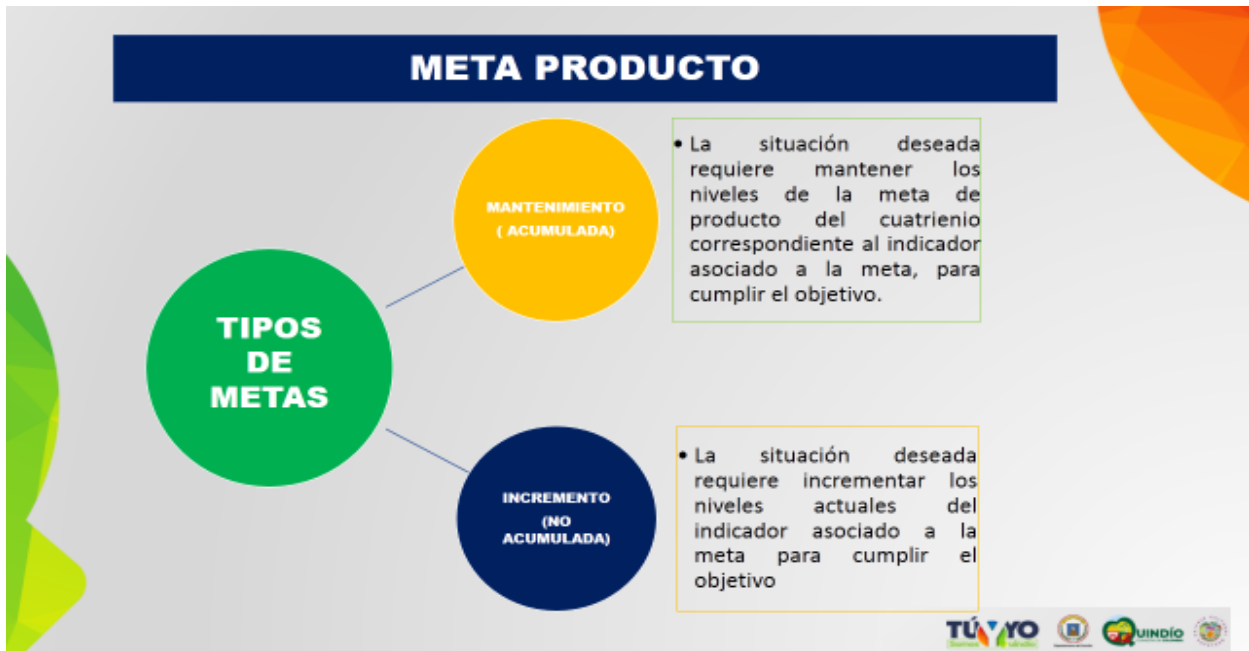 META PRODUCTO
MANTENIMIENTO
( ACUMULADA)
• La situación deseada
requiere mantener los
niveles de la meta de
producto del cuatrienio
correspondiente al indicador
asociado a la meta, para
cumplir el objetivo.
TIPOS
DE
METAS
INCREMENTO
(NO
ACUMULADA)
• La situación deseada
requiere incrementar los
niveles actuales del
indicador asociado a la
meta para cumplir el
objetivo
TÚ Y YO
QUINDÍO